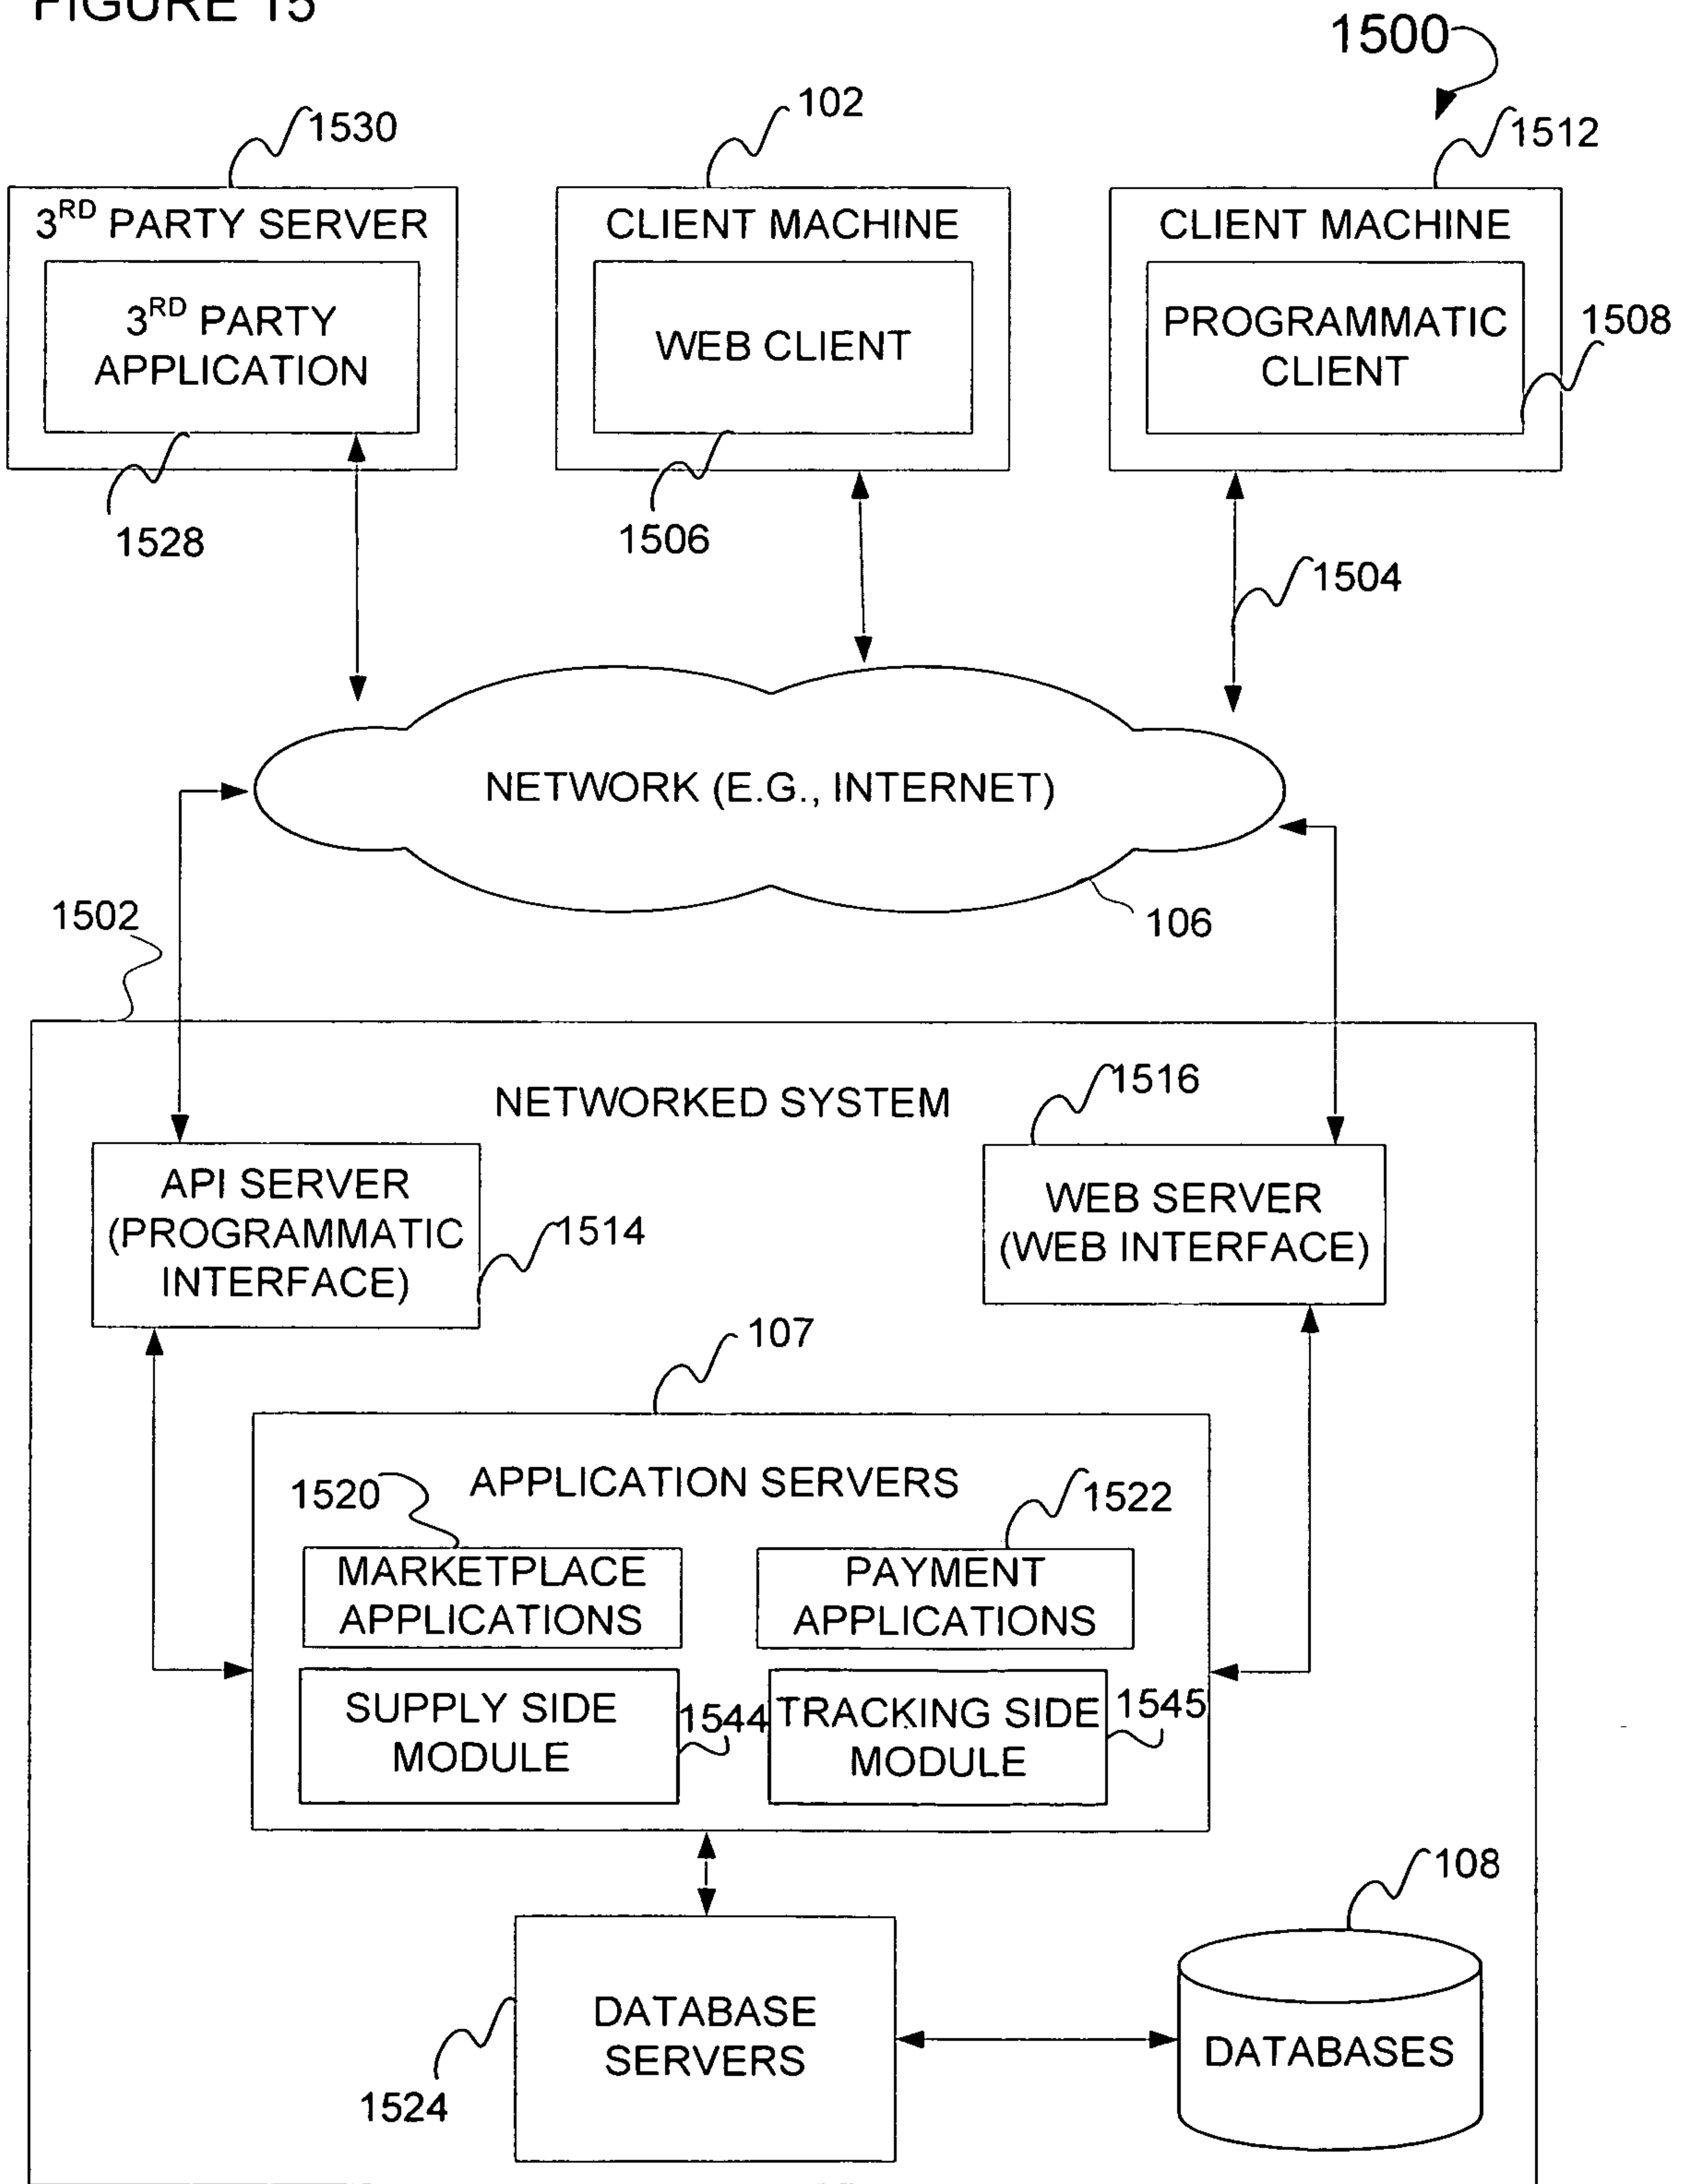 FIGURE 15
1500
1530
102
1512
3RD PARTY SERVER
CLIENT MACHINE
CLIENT MACHINE
3RD PARTY
APPLICATION
WEB CLIENT
PROGRAMMATIC
CLIENT
1508
1528
1506
1504
NETWORK (E.G., INTERNET)
106
1502
NETWORKED SYSTEM
1516
API SERVER
(PROGRAMMATIC
INTERFACE)
1514
WEB SERVER
(WEB INTERFACE)
107
APPLICATION SERVERS
1520
1522
MARKETPLACE
APPLICATIONS
PAYMENT
APPLICATIONS
SUPPLY SIDE
MODULE
1544
TRACKING SIDE
MODULE
1545
108
DATABASE
SERVERS
DATABASES
1524